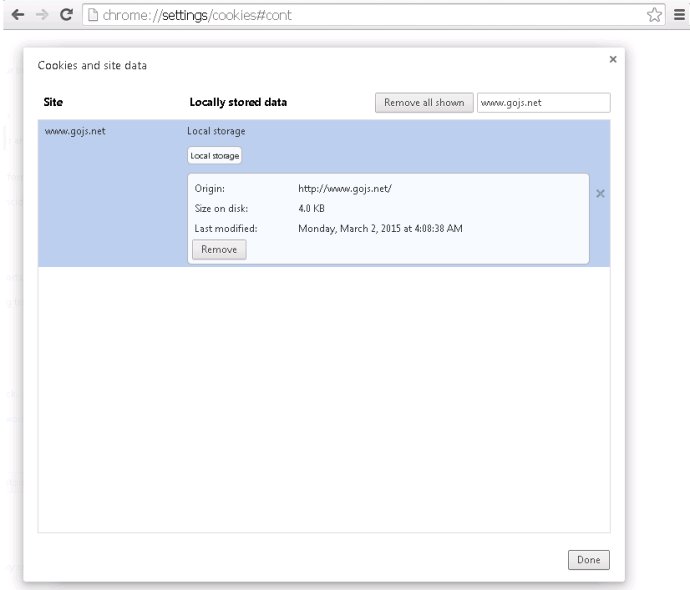 chrome://settings/cookies#cont
Cookies and site data
Site Locally stored data Remove all shown www.gojs.net
www.gojs.net Local storage
Local storage
Origin: http://www.gojs.net/
Size on disk: 4.0 KB
Last modified: Monday, March 2, 2015 at 4:08:38 AM
Remove
Done